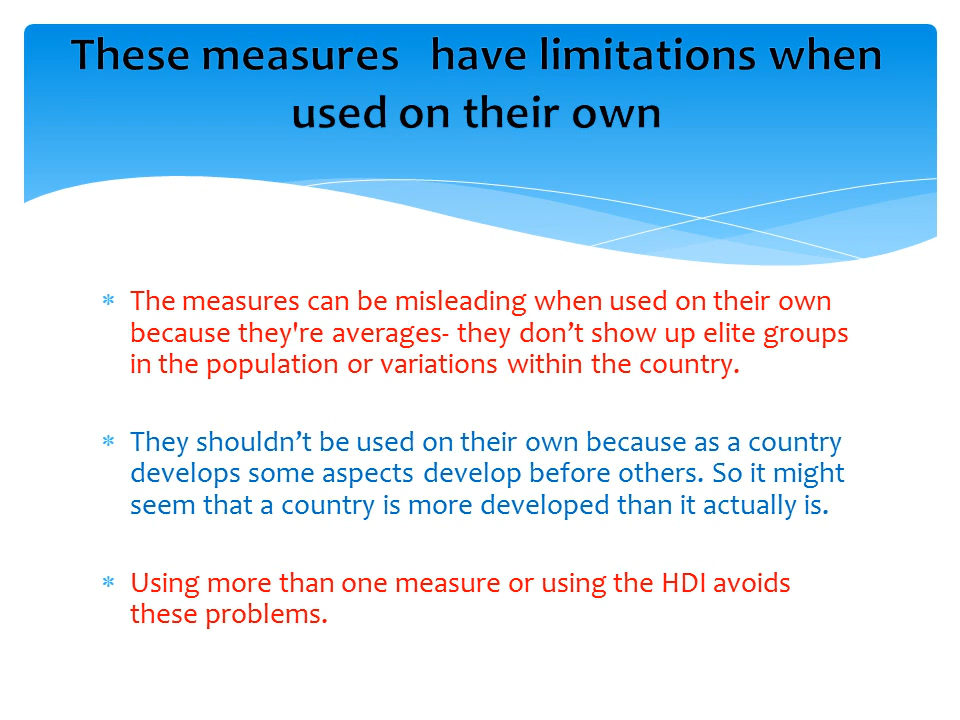 These measures have limitations when
used on their own
* The measures can be misleading when used on their own
because they're averages- they don’t show up elite groups
in the population or variations within the country.
* They shouldn’t be used on their own because as a country
develops some aspects develop before others. So it might
seem that a country is more developed than it actually is.
* Using more than one measure or using the HDI avoids
these problems.